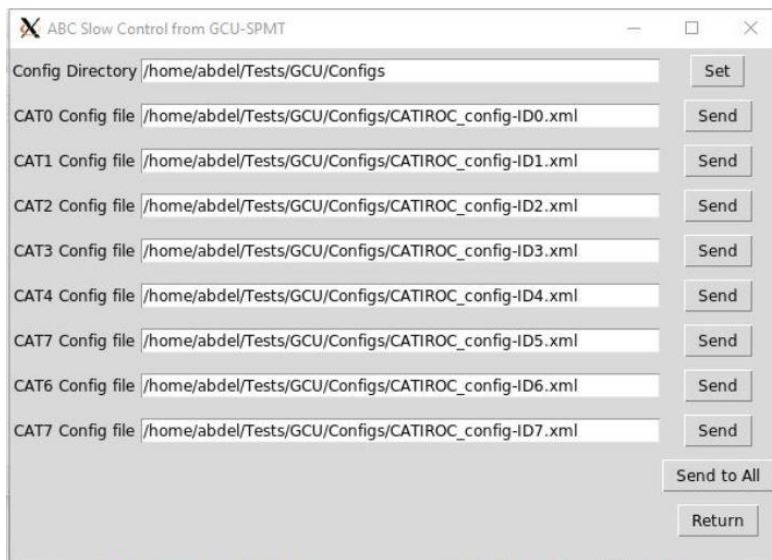 ABC Slow Control from GCU-SPMT
Config Directory /home/abdel/Tests/GCU/Configs Set
CAT0 Config file /home/abdel/Tests/GCU/Configs/CATIROC_config-ID0.xml Send
CAT1 Config file /home/abdel/Tests/GCU/Configs/CATIROC_config-ID1.xml Send
CAT2 Config file /home/abdel/Tests/GCU/Configs/CATIROC_config-ID2.xml Send
CAT3 Config file /home/abdel/Tests/GCU/Configs/CATIROC_config-ID3.xml Send
CAT4 Config file /home/abdel/Tests/GCU/Configs/CATIROC_config-ID4.xml Send
CAT7 Config file /home/abdel/Tests/GCU/Configs/CATIROC_config-ID5.xml Send
CAT6 Config file /home/abdel/Tests/GCU/Configs/CATIROC_config-ID6.xml Send
CAT7 Config file /home/abdel/Tests/GCU/Configs/CATIROC_config-ID7.xml Send
Send to All
Return